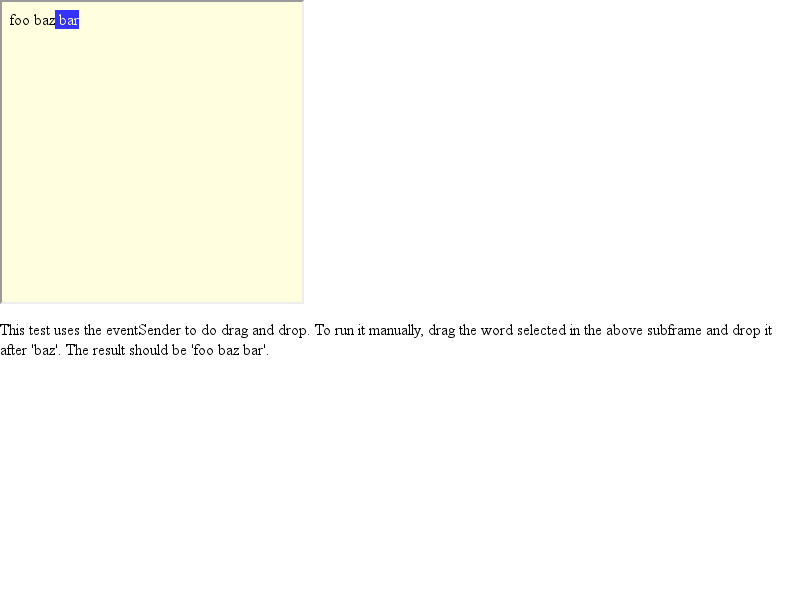 foo baz bar
This test uses the eventSender to do drag and drop. To run it manually, drag the word selected in the above subframe and drop it
after 'baz'. The result should be 'foo baz bar'.